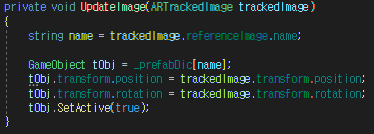 private void UpdateImage(ARTrackedImage trackedImage)
{
string name = trackedImage.referenceImage.name;
GameObject tObj = _prefabDic[name];
tObj.transform.position = trackedImage.transform.position;
tObj.transform.rotation = trackedImage.transform.rotation;
tObj.SetActive(true);
}